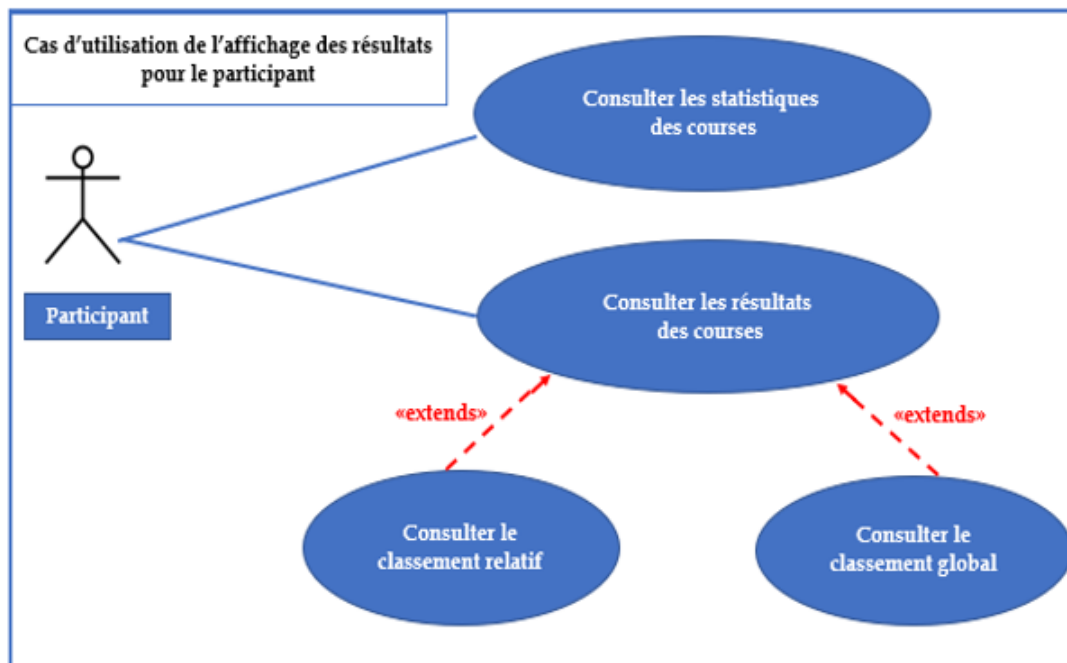 Cas d'utilisation de l'affichage des résultats
pour le participant
Consulter les statistiques
des courses
Participant
Consulter les résultats
des courses
«extends»
«extends»
Consulter le
classement relatif
Consulter le
classement global